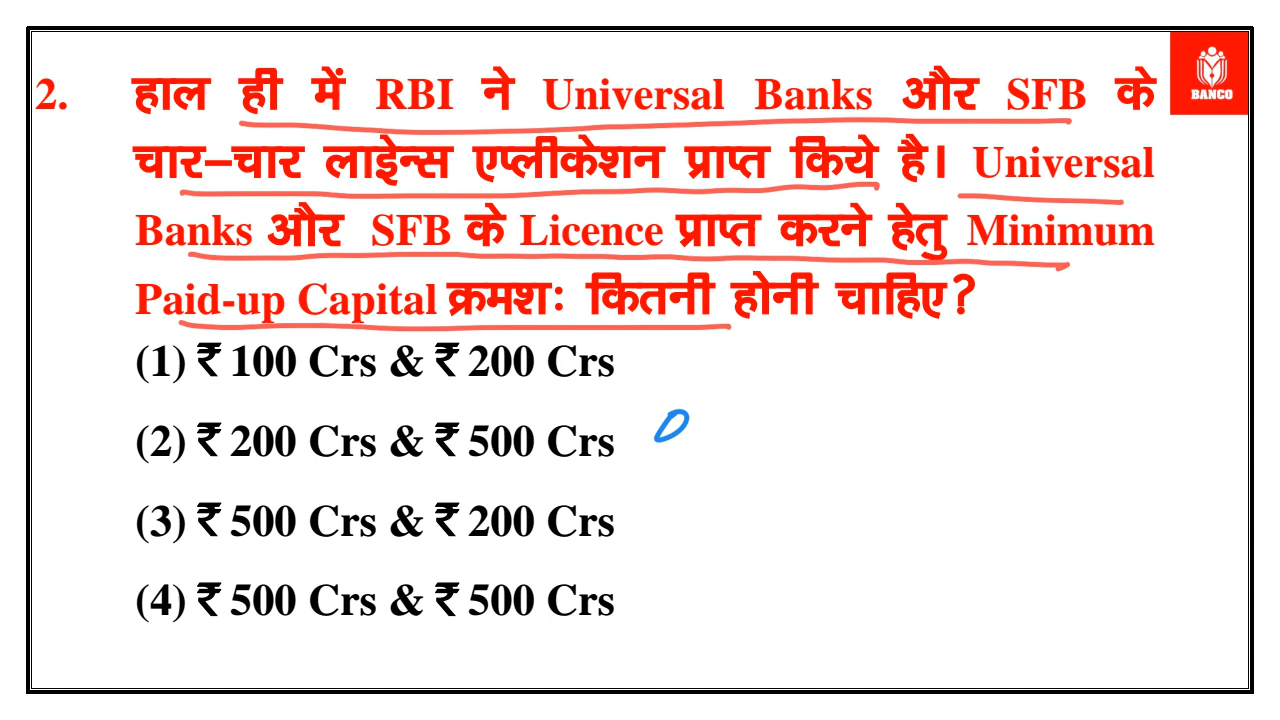 2. हाल ही में RBI ने Universal Banks और SFB के
चार–चार लाईन्स एप्लीकेशन प्राप्त किये है। Universal
Banks और SFB के Licence प्राप्त करने हेतु Minimum
Paid-up Capital क्रमशः कितनी होनी चाहिए?
(1) ₹ 100 Crs & ₹ 200 Crs
(2) ₹ 200 Crs & ₹ 500 Crs
(3) ₹ 500 Crs & ₹ 200 Crs
(4) ₹ 500 Crs & ₹ 500 Crs
BANCO